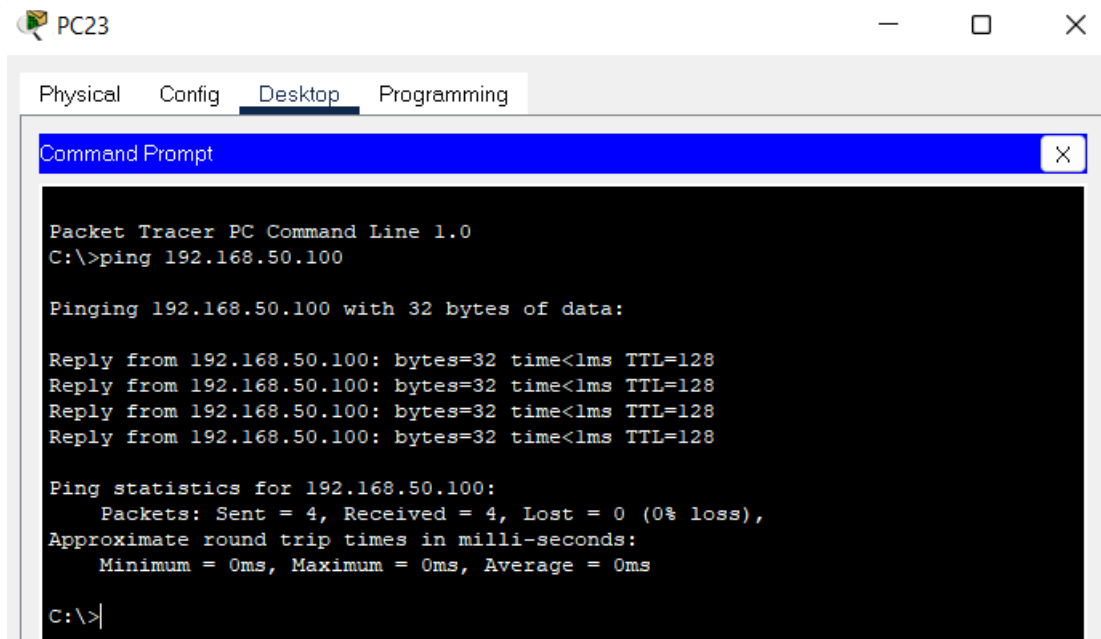 PC23
Physical Config Desktop Programming
Command Prompt
X
Packet Tracer PC Command Line 1.0
C:\>ping 192.168.50.100
Pinging 192.168.50.100 with 32 bytes of data:
Reply from 192.168.50.100: bytes=32 time<1ms TTL=128
Reply from 192.168.50.100: bytes=32 time<1ms TTL=128
Reply from 192.168.50.100: bytes=32 time<1ms TTL=128
Reply from 192.168.50.100: bytes=32 time<1ms TTL=128
Ping statistics for 192.168.50.100:
Packets: Sent = 4, Received = 4, Lost = 0 (0% loss),
Approximate round trip times in milli-seconds:
Minimum = 0ms, Maximum = 0ms, Average = 0ms
C:\>